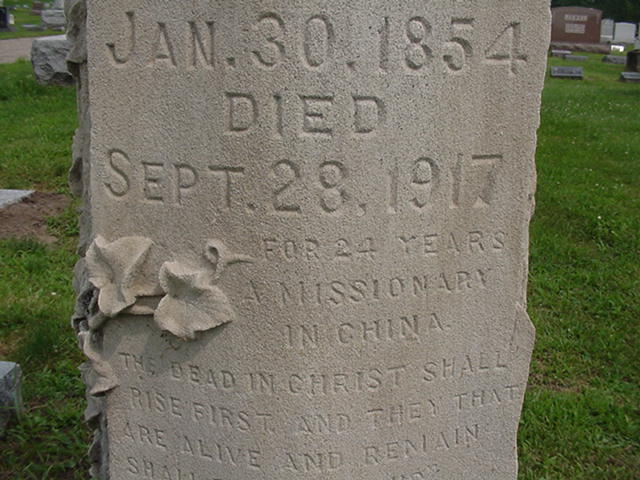 JAN. 30. 1854
DIED
SEPT. 28. 1917
FOR 24 YEARS
A MISSIONARY
IN CHINA.
THE DEAD IN CHRIST SHALL
RISE FIRST. AND THEY THAT
ARE ALIVE AND REMAIN
SHALL